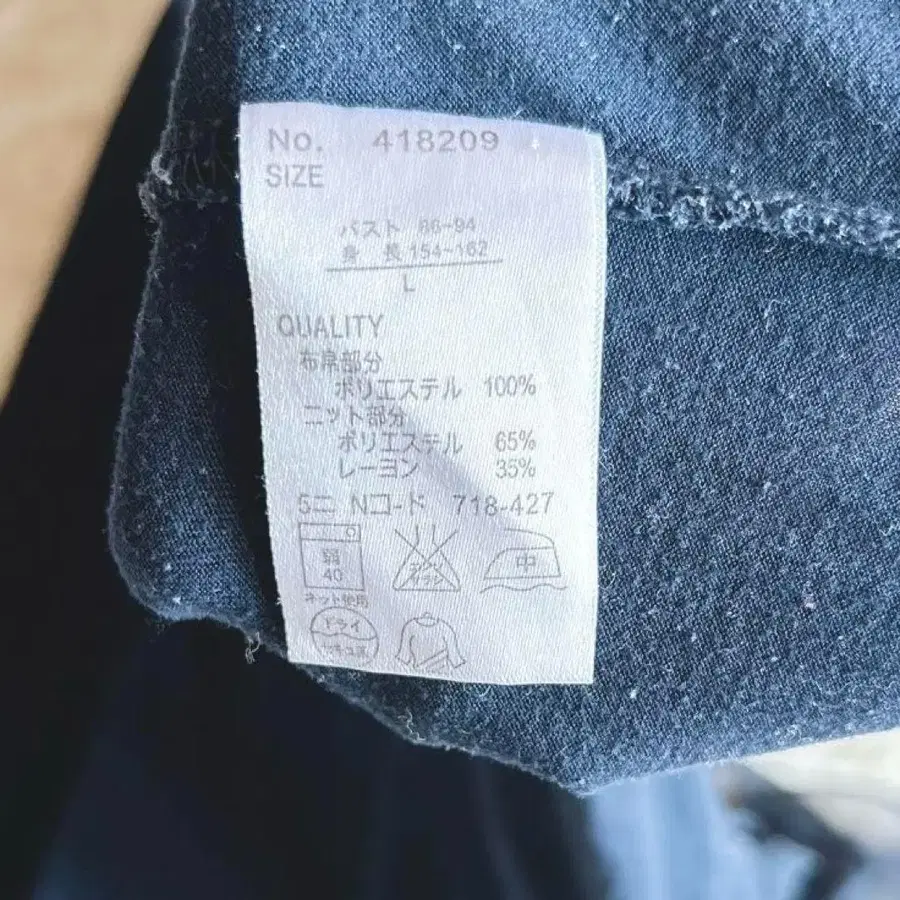 No. 418209
SIZE
バスト 86-94
身 長 154-162
L
QUALITY
布帛部分
ポリエステル 100%
ニット部分
ポリエステル 65%
レーヨン 35%
5ニ Nコ-ド 718-427
弱
40
中
ネット使用
ドライ